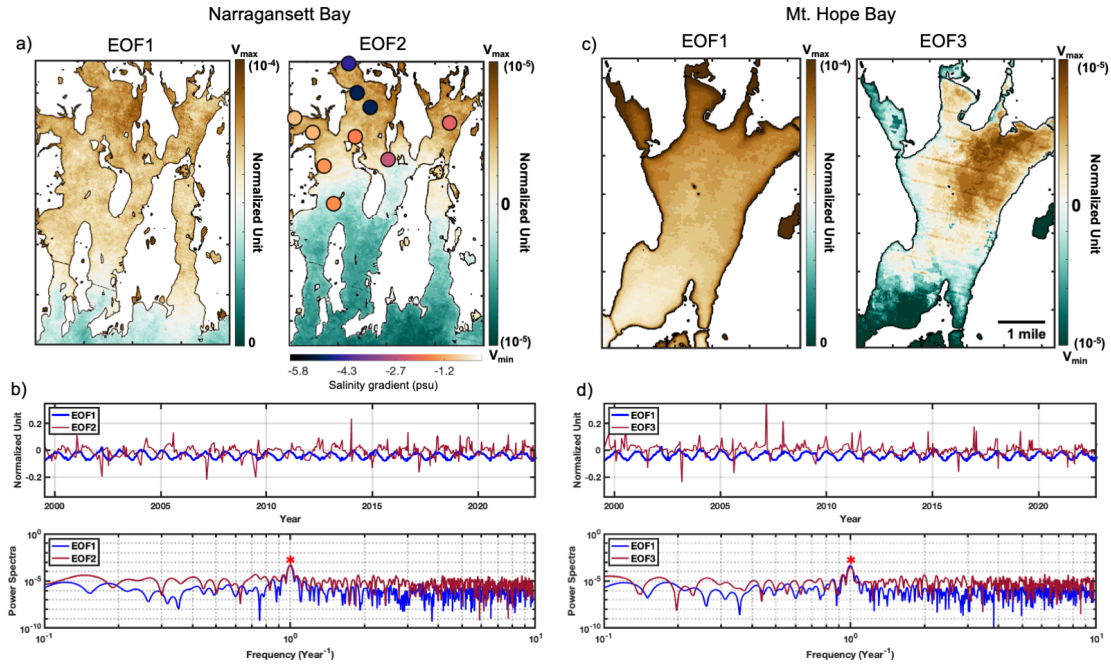 Narragansett Bay
Mt. Hope Bay
a)
EOF1
EOF2
c)
EOF1
EOF3
Vmax
(10-4)
Normalized Unit
0
Vmax
(10-5)
0
Normalized Unit
(10-5)
Vmin
-5.8 -4.3 -2.7 -1.2
Salinity gradient (psu)
Vmax
(10-4)
Normalized Unit
0
1 mile
Vmax
(10-5)
0
Normalized Unit
(10-5)
Vmin
b)
EOF1
EOF2
Normalized Unit
0.2
0
-0.2
2000 2005 2010 2015 2020
Year
EOF1
EOF2
*
Power Spectra
100
10-5
10-10
10-1 100 101
Frequency (Year-1)
d)
EOF1
EOF3
Normalized Unit
0.2
0
-0.2
2000 2005 2010 2015 2020
Year
EOF1
EOF3
*
Power Spectra
100
10-5
10-10
10-1 100 101
Frequency (Year-1)